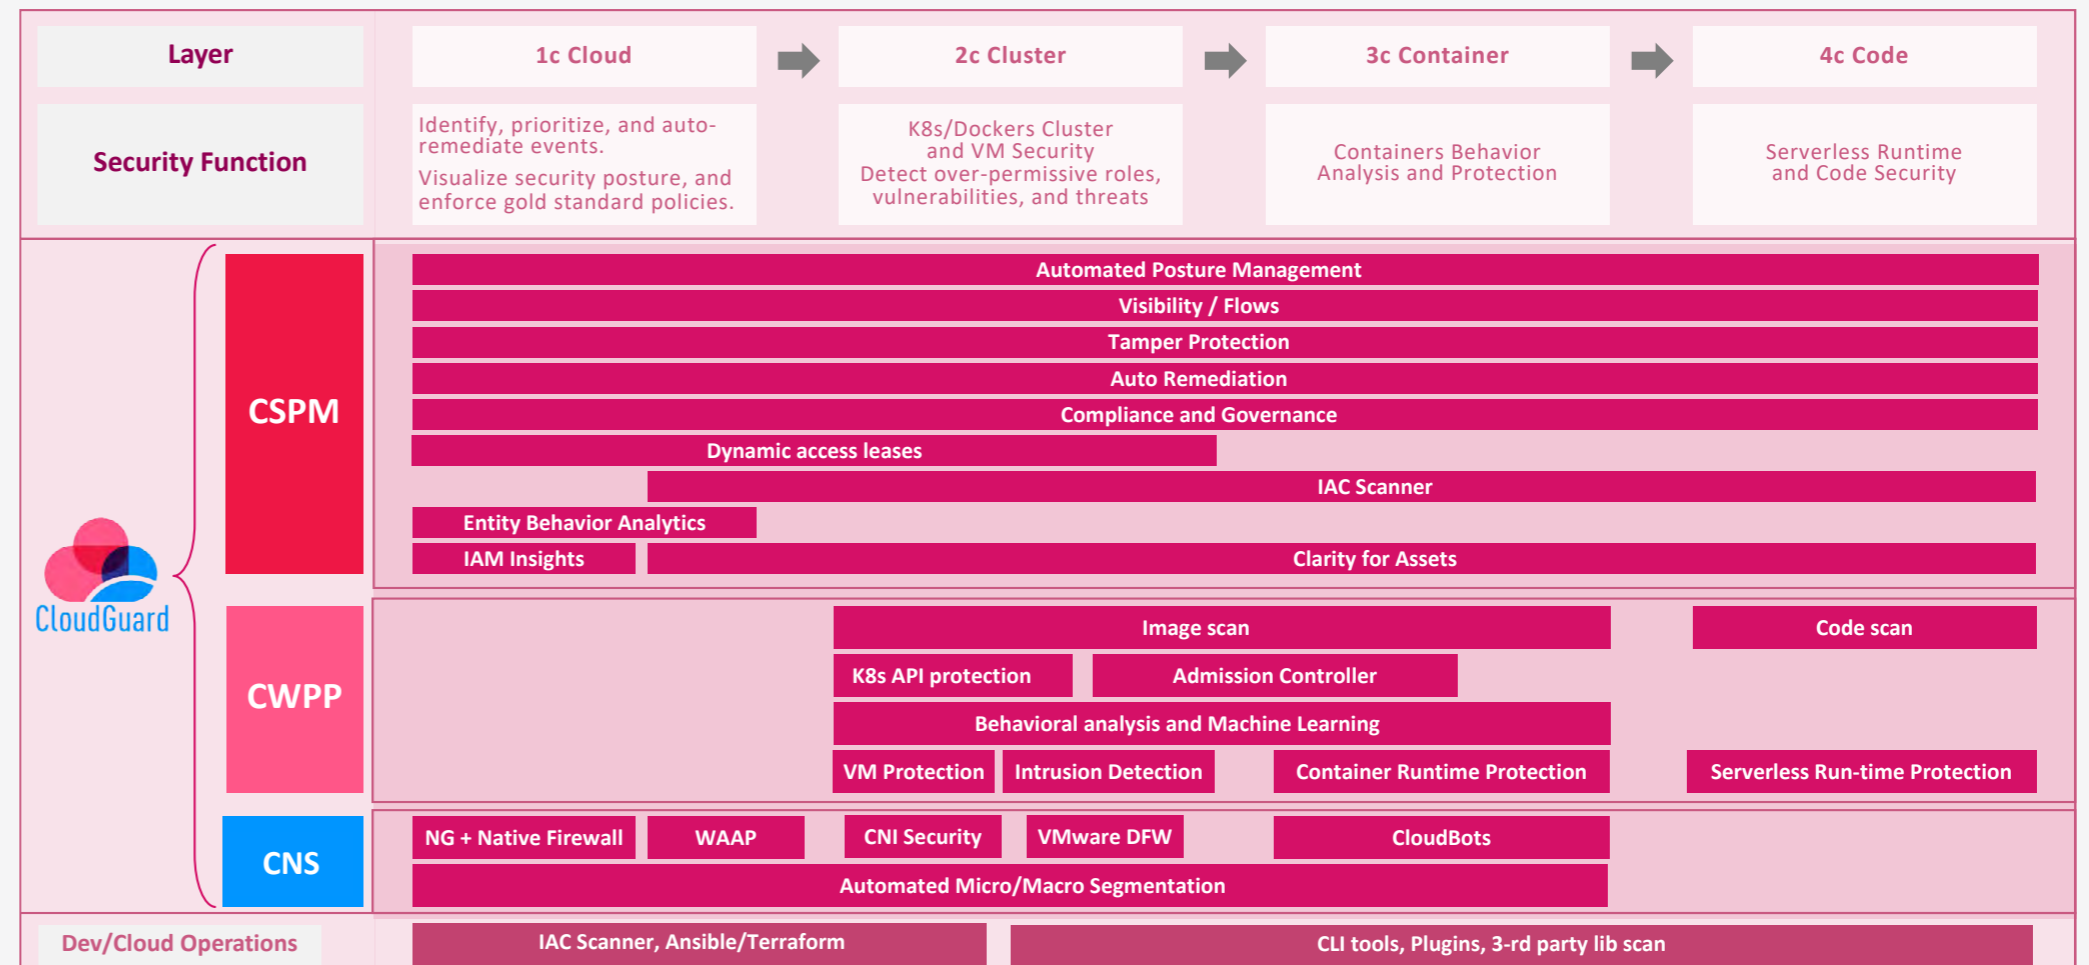 Layer
1c Cloud
2c Cluster
3c Container
4c Code
Security Function
Identify, prioritize, and auto-
remediate events.
Visualize security posture, and
enforce gold standard policies.
K8s/Dockers Cluster
and VM Security
Detect over-permissive roles,
vulnerabilities, and threats
Containers Behavior
Analysis and Protection
Serverless Runtime
and Code Security
CloudGuard
CSPM
Automated Posture Management
Visibility / Flows
Tamper Protection
Auto Remediation
Compliance and Governance
Dynamic access leases
IAC Scanner
Entity Behavior Analytics
IAM Insights
Clarity for Assets
CWPP
Image scan
Code scan
K8s API protection
Admission Controller
Behavioral analysis and Machine Learning
VM Protection
Intrusion Detection
Container Runtime Protection
Serverless Run-time Protection
CNS
NG + Native Firewall
WAAP
CNI Security
VMware DFW
CloudBots
Automated Micro/Macro Segmentation
Dev/Cloud Operations
IAC Scanner, Ansible/Terraform
CLI tools, Plugins, 3-rd party lib scan